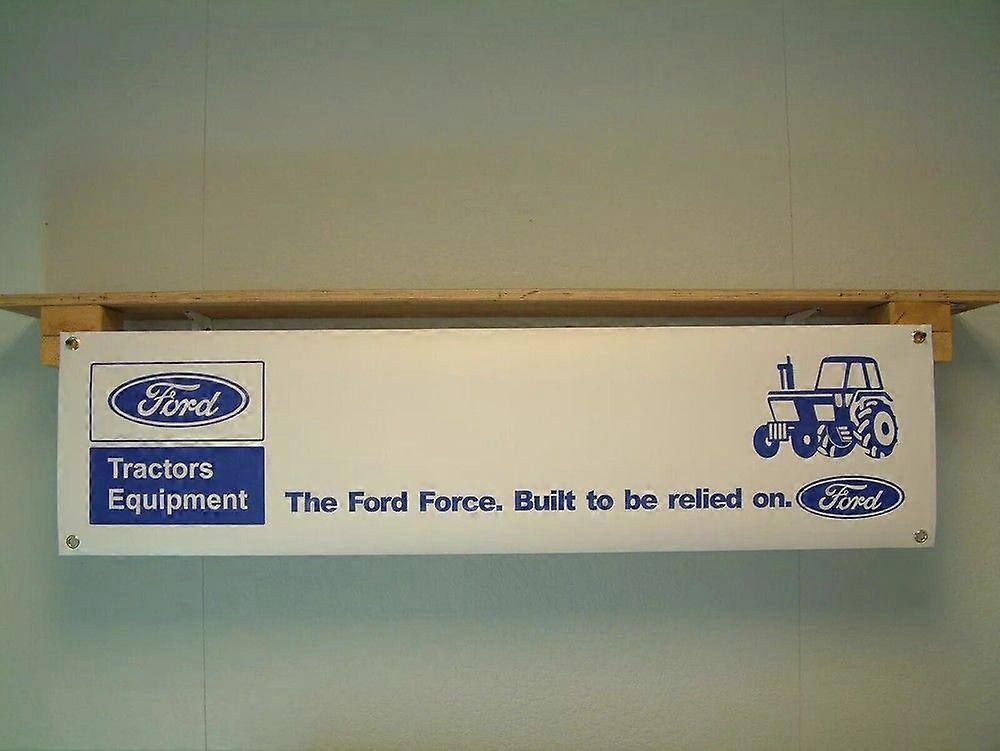 Ford
Tractors
Equipment
The Ford Force. Built to be relied on.
Ford